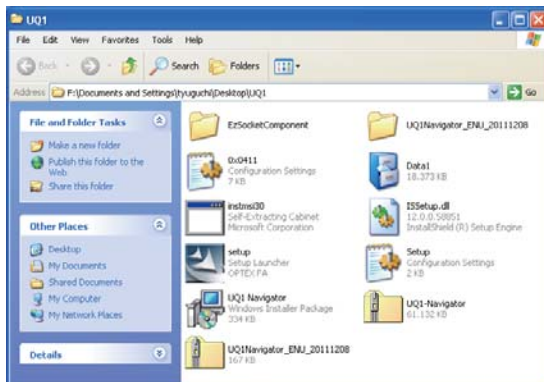 UQ1
File Edit View Favorites Tools Help
Back Search Folders
Address F:\Documents and Settings\tyuguchi\Desktop\UQ1 Go
File and Folder Tasks
Make a new folder
Publish this folder to the
Web
Share this folder
Other Places
Desktop
My Documents
Shared Documents
My Computer
My Network Places
Details
EzSocketComponent
UQ1Navigator_ENU_20111208
0x0411
Configuration Settings
7 KB
Data1
18.373 KB
instmsi30
Self-Extracting Cabinet
Microsoft Corporation
ISSetup.dll
12.0.0.58851
InstallShield (R) Setup Engine
setup
Setup Launcher
OPTEX FA
Setup
Configuration Settings
2 KB
UQ1 Navigator
Windows Installer Package
334 KB
UQ1-Navigator
61.132 KB
UQ1Navigator_ENU_20111208
167 KB